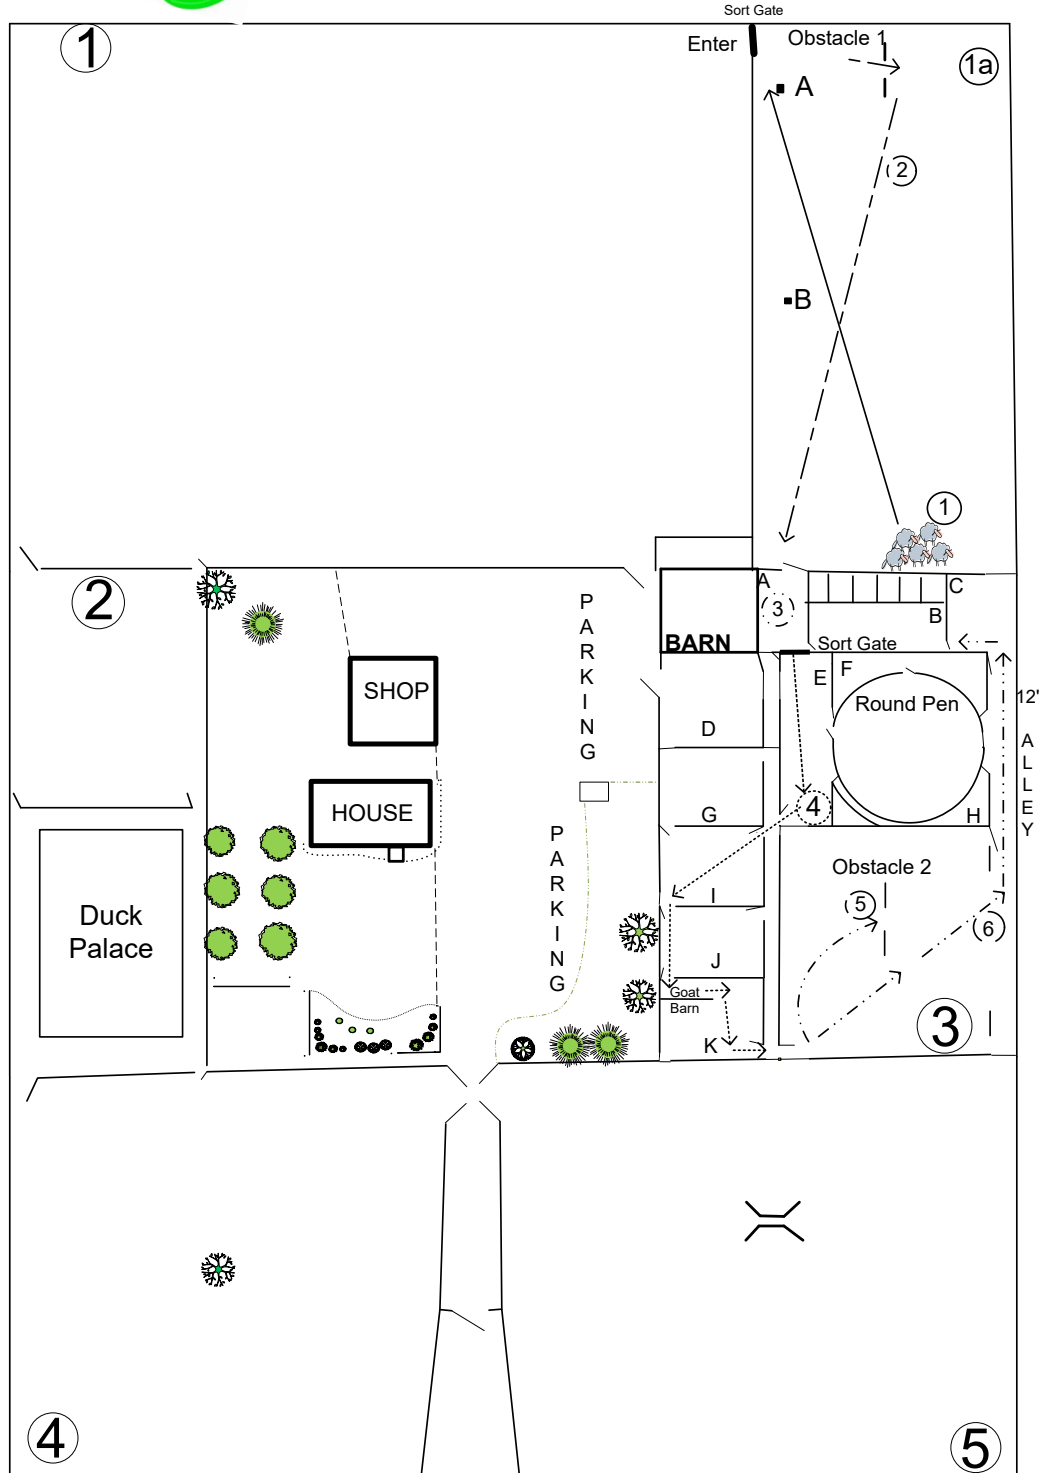 Sort Gate
1
Enter
Obstacle 1
1a
A
2
B
1
2
A
3
C
B
BARN
Sort Gate
PARKING
SHOP
E
F
Round Pen
12'
ALLEY
D
HOUSE
G
4
H
PARKING
Obstacle 2
I
5
6
Duck
Palace
J
Goat
Barn
K
3
4
5